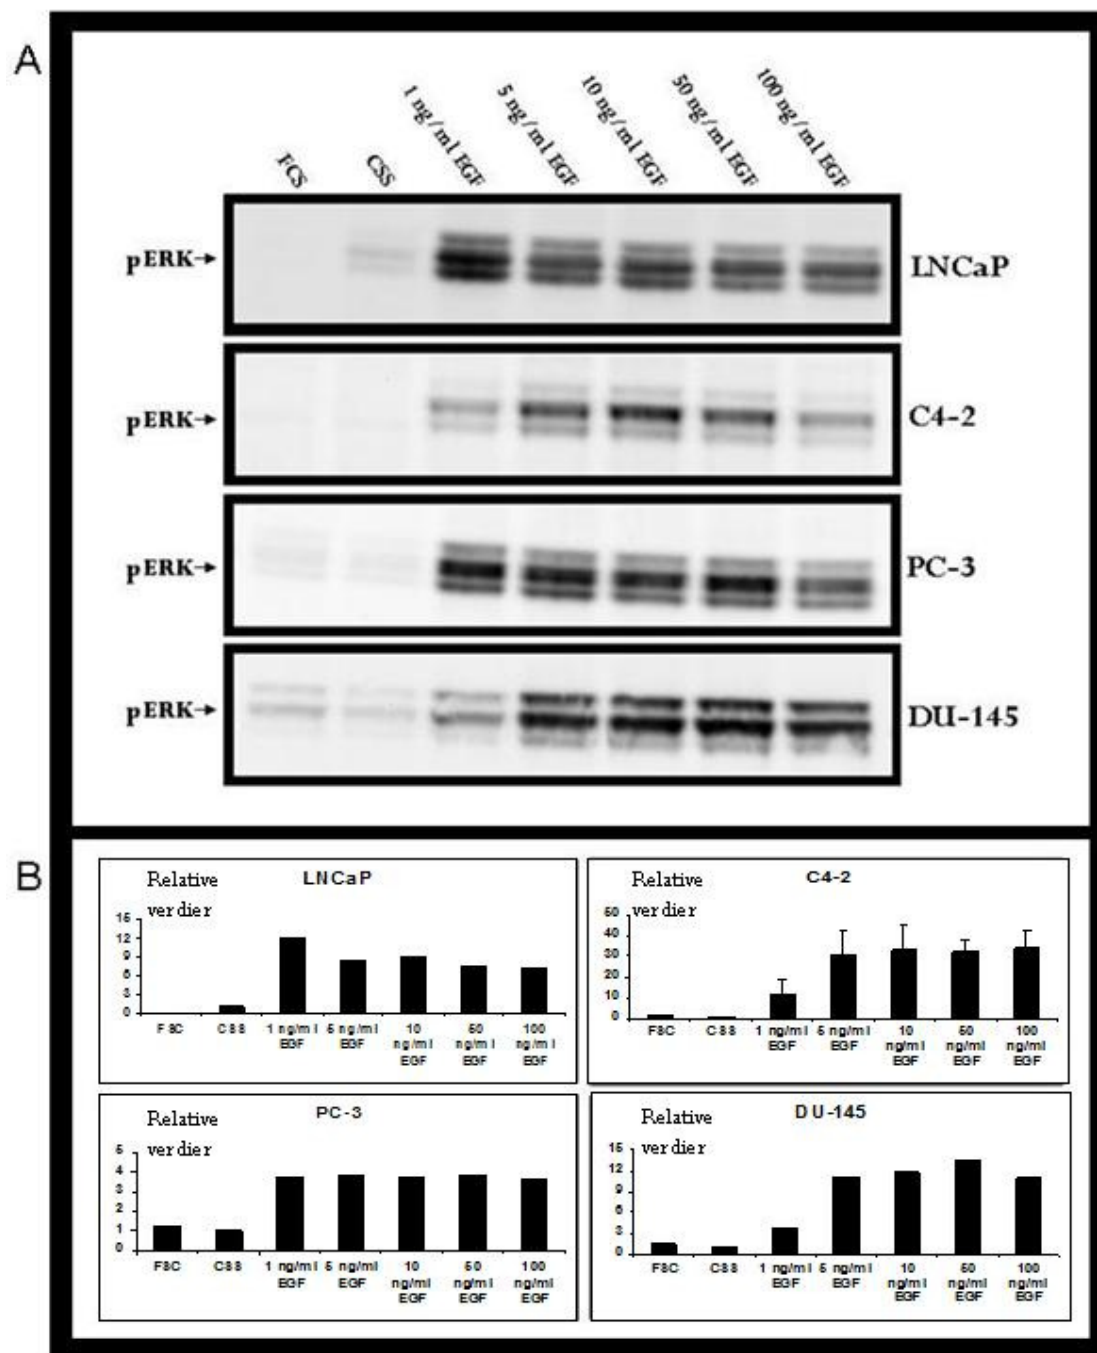 A
FCS
CSS
1 ng/ml EGF
5 ng/ml EGF
10 ng/ml EGF
50 ng/ml EGF
100 ng/ml EGF
pERK→
LNCaP
pERK→
C4-2
pERK→
PC-3
pERK→
DU-145
B
Relative
verdier
LNCaP
15
12
9
6
3
0
FSC
CSS
1 ng/ml
EGF
5 ng/ml
EGF
10
ng/ml
EGF
50
ng/ml
EGF
100
ng/ml
EGF
Relative
verdier
C4-2
50
40
30
20
10
0
FSC
CSS
1 ng/ml
EGF
5 ng/ml
EGF
10
ng/ml
EGF
50
ng/ml
EGF
100
ng/ml
EGF
Relative
verdier
PC-3
5
4
3
2
1
0
FSC
CSS
1 ng/ml
EGF
5 ng/ml
EGF
10
ng/ml
EGF
50
ng/ml
EGF
100
ng/ml
EGF
Relative
verdier
DU-145
15
12
9
6
3
0
FSC
CSS
1 ng/ml
EGF
5 ng/ml
EGF
10
ng/ml
EGF
50
ng/ml
EGF
100
ng/ml
EGF